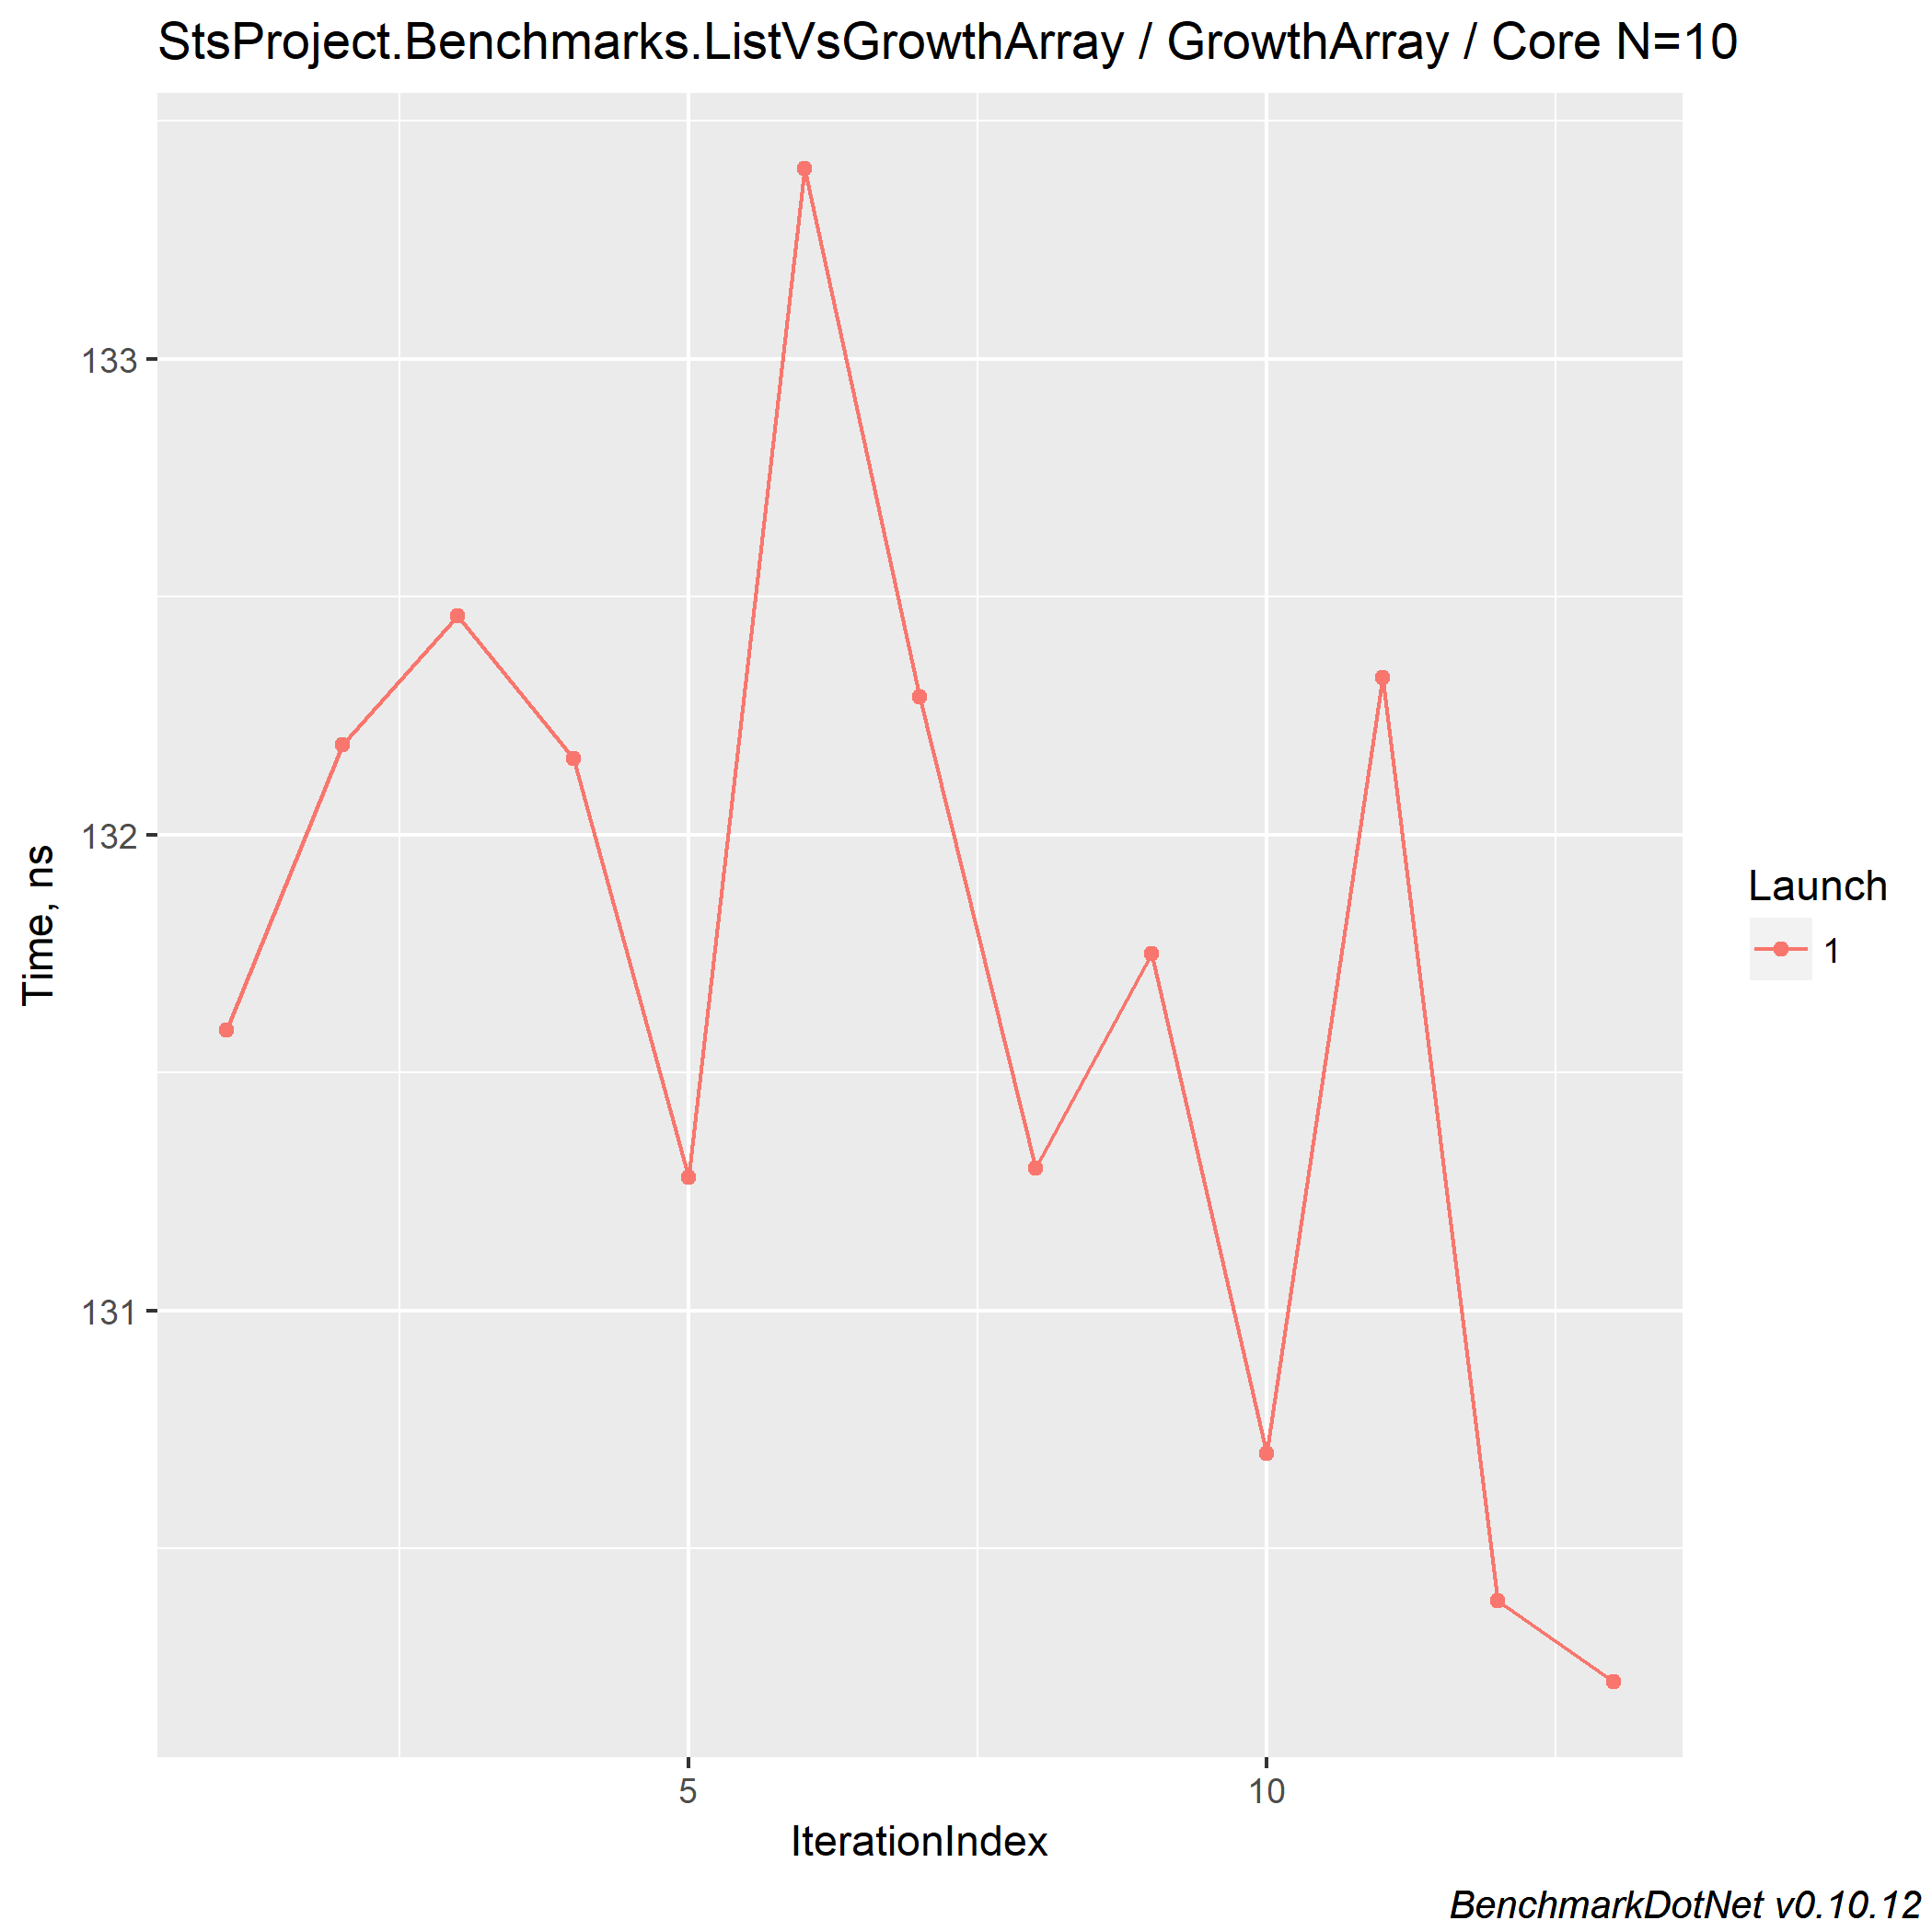 StsProject.Benchmarks.ListVsGrowthArray / GrowthArray / Core N=10
133
132
131
Time, ns
Launch
1
5
10
IterationIndex
BenchmarkDotNet v0.10.12